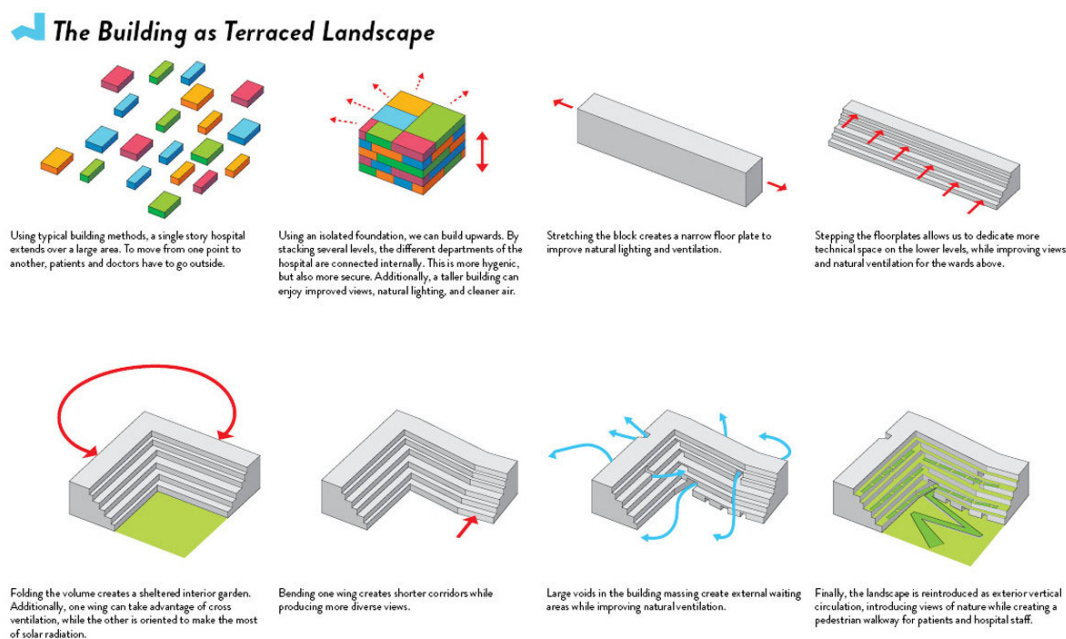 The Building as Terraced Landscape
Using typical building methods, a single story hospital
extends over a large area. To move from one point to
another, patients and doctors have to go outside.
Using an isolated foundation, we can build upwards. By
stacking several levels, the different departments of the
hospital are connected internally. This is more hygenic,
but also more secure. Additionally, a taller building can
enjoy improved views, natural lighting, and cleaner air.
Stretching the block creates a narrow floor plate to
improve natural lighting and ventilation.
Stepping the floorplates allows us to dedicate more
technical space on the lower levels, while improving views
and natural ventilation for the wards above.
Folding the volume creates a sheltered interior garden.
Additionally, one wing can take advantage of cross
ventilation, while the other is oriented to make the most
of solar radiation.
Bending one wing creates shorter corridors while
producing more diverse views.
Large voids in the building massing create external waiting
areas while improving natural ventilation.
Finally, the landscape is reintroduced as exterior vertical
circulation, introducing views of nature while creating a
pedestrian walkway for patients and hospital staff.